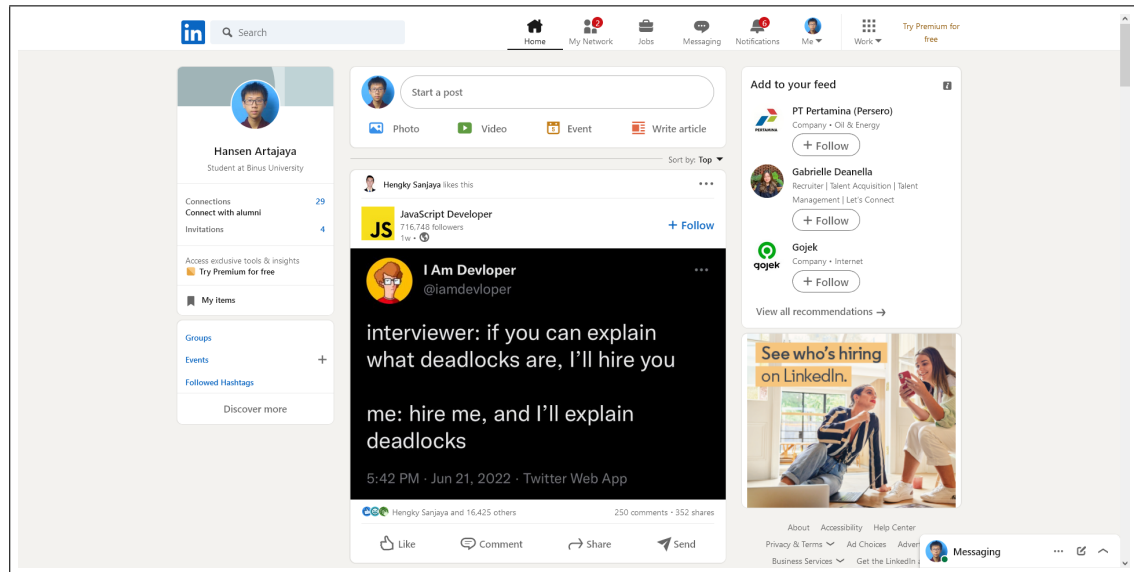 in
Search
Home
My Network
2
Jobs
Messaging
Notifications
6
Me
Work
Try Premium for
free
Hansen Artajaya
Student at Binus University
Connections 29
Connect with alumni
Invitations 4
Access exclusive tools & insights
Try Premium for free
My items
Groups
Events +
Followed Hashtags
Discover more
Start a post
Photo
Video
Event
Write article
Sort by: Top
Hengky Sanjaya likes this
JS
JavaScript Developer
716,748 followers
1w •
+ Follow
I Am Devloper
@iamdevloper
interviewer: if you can explain
what deadlocks are, I'll hire you
me: hire me, and I'll explain
deadlocks
5:42 PM · Jun 21, 2022 · Twitter Web App
Hengky Sanjaya and 16,425 others
250 comments • 352 shares
Like
Comment
Share
Send
Add to your feed
PERTAMINA
PT Pertamina (Persero)
Company • Oil & Energy
+ Follow
Gabrielle Deanella
Recruiter | Talent Acquisition | Talent
Management | Let's Connect
+ Follow
gojek
Gojek
Company • Internet
+ Follow
View all recommendations →
See who's hiring
on LinkedIn.
About Accessibility Help Center
Privacy & Terms Ad Choices Adver
Business Services Get the LinkedIn
Messaging